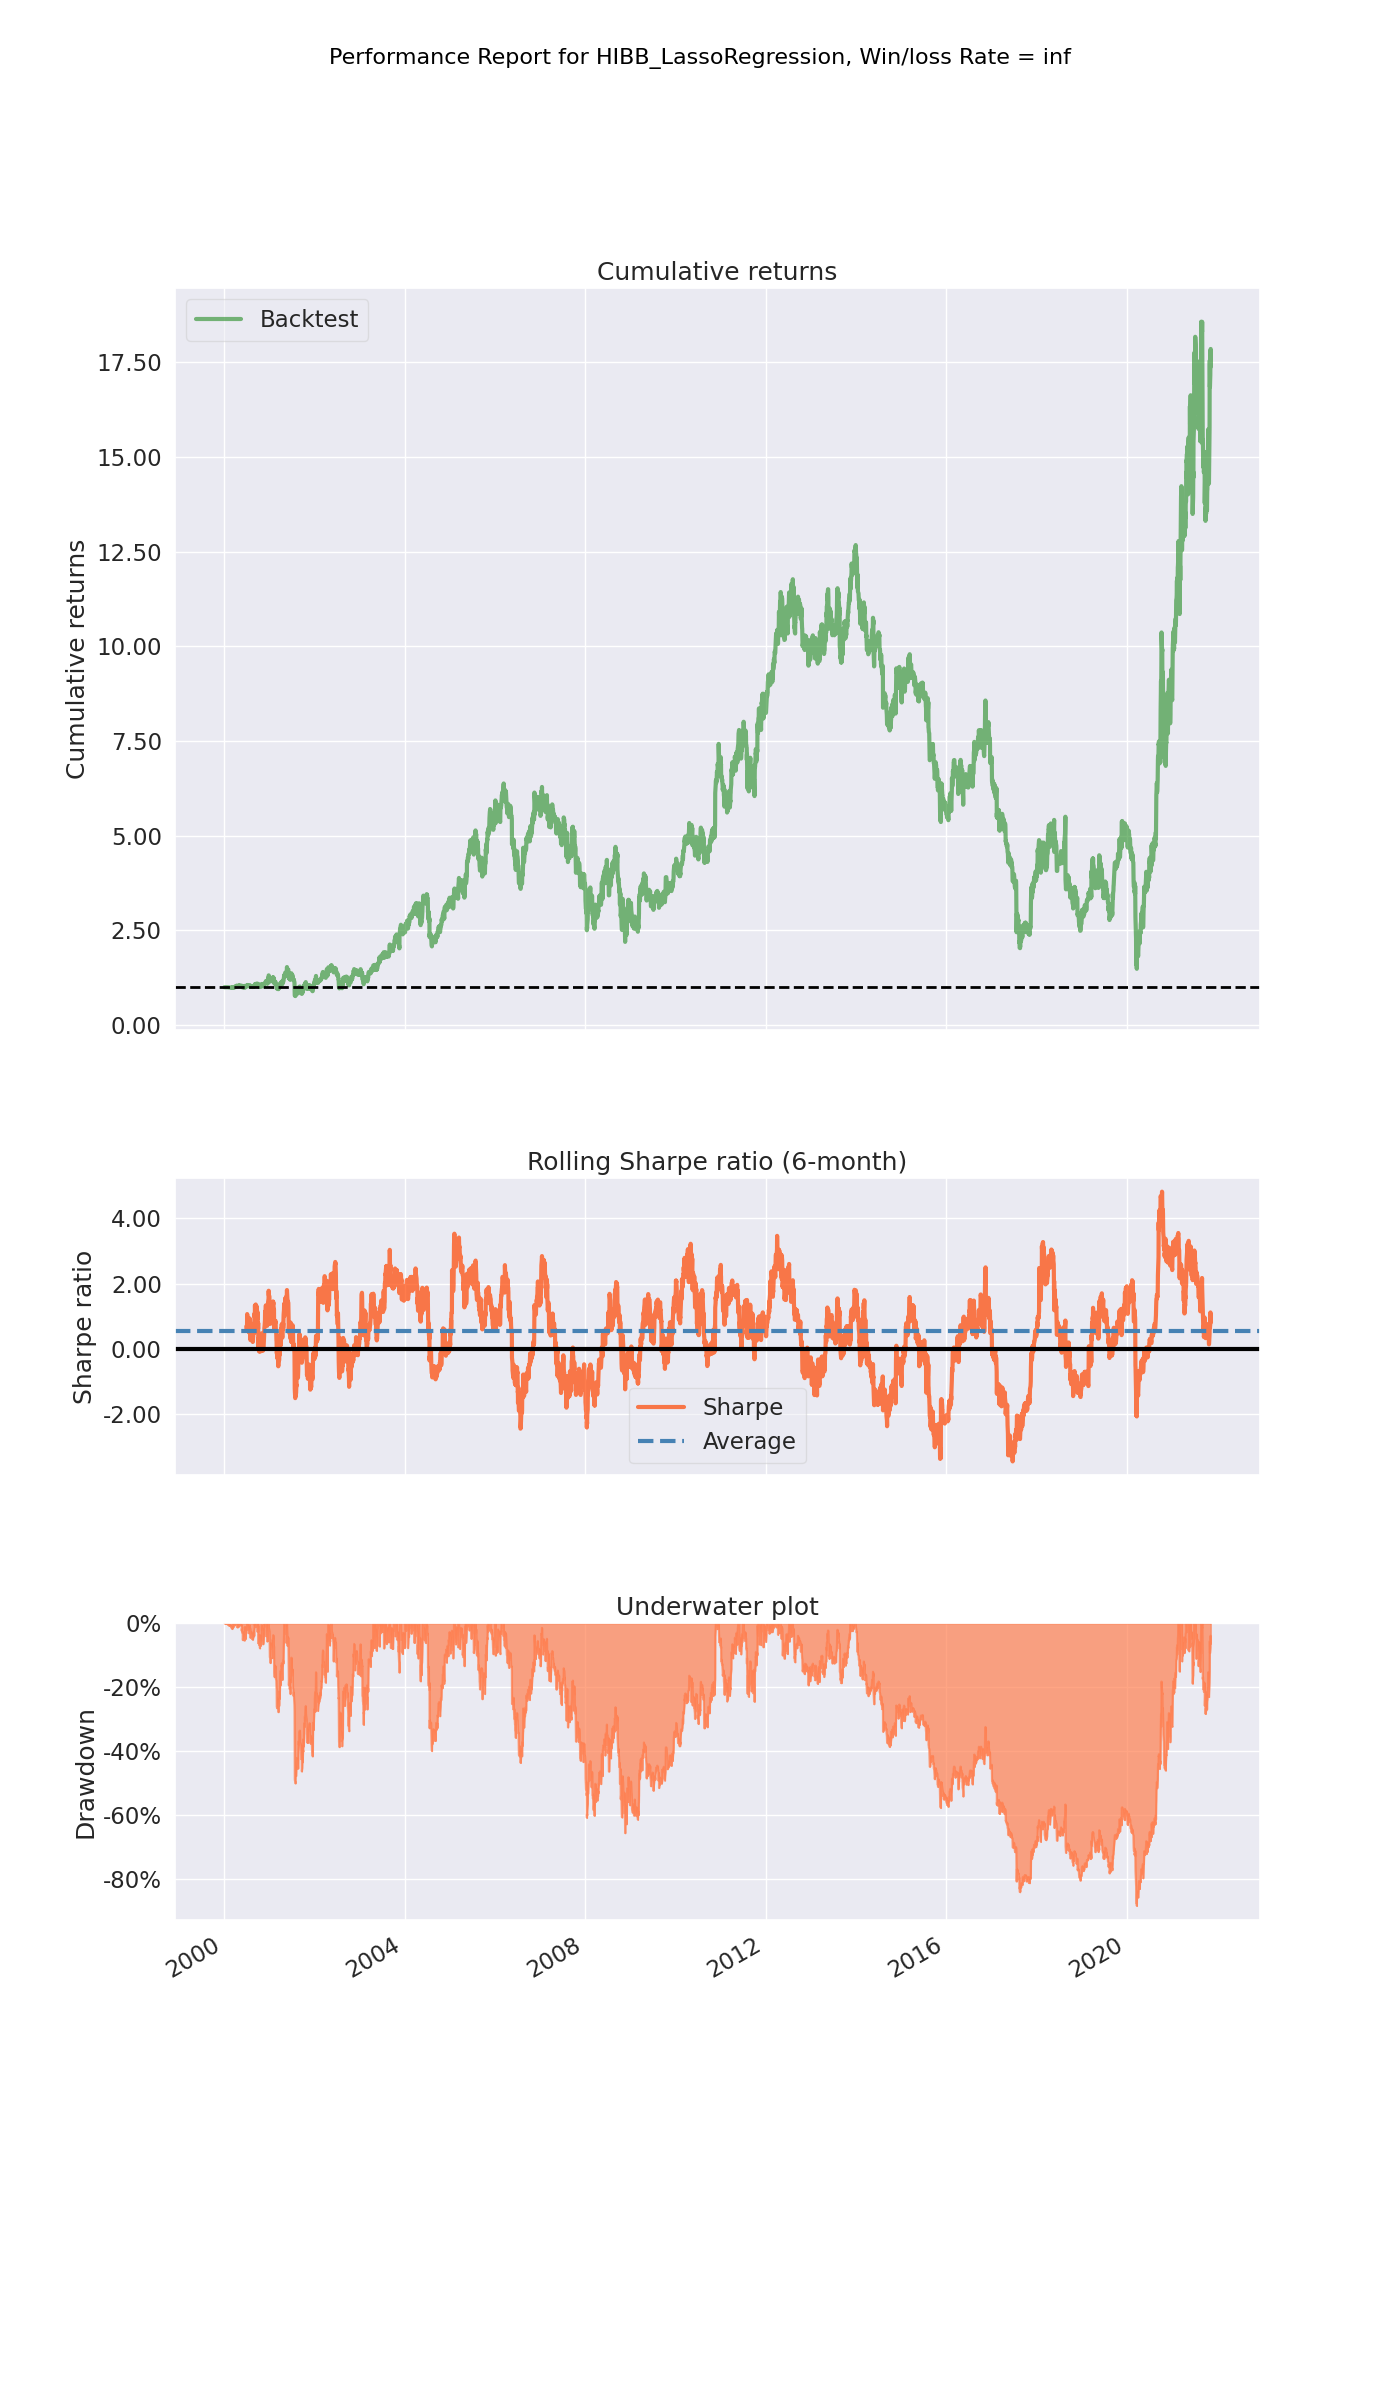 Performance Report for HIBB_LassoRegression, Win/loss Rate = inf
Cumulative returns
Backtest
Cumulative returns
17.50
15.00
12.50
10.00
7.50
5.00
2.50
0.00
Rolling Sharpe ratio (6-month)
Sharpe ratio
4.00
2.00
0.00
-2.00
Sharpe
Average
Underwater plot
Drawdown
0%
-20%
-40%
-60%
-80%
2000
2004
2008
2012
2016
2020